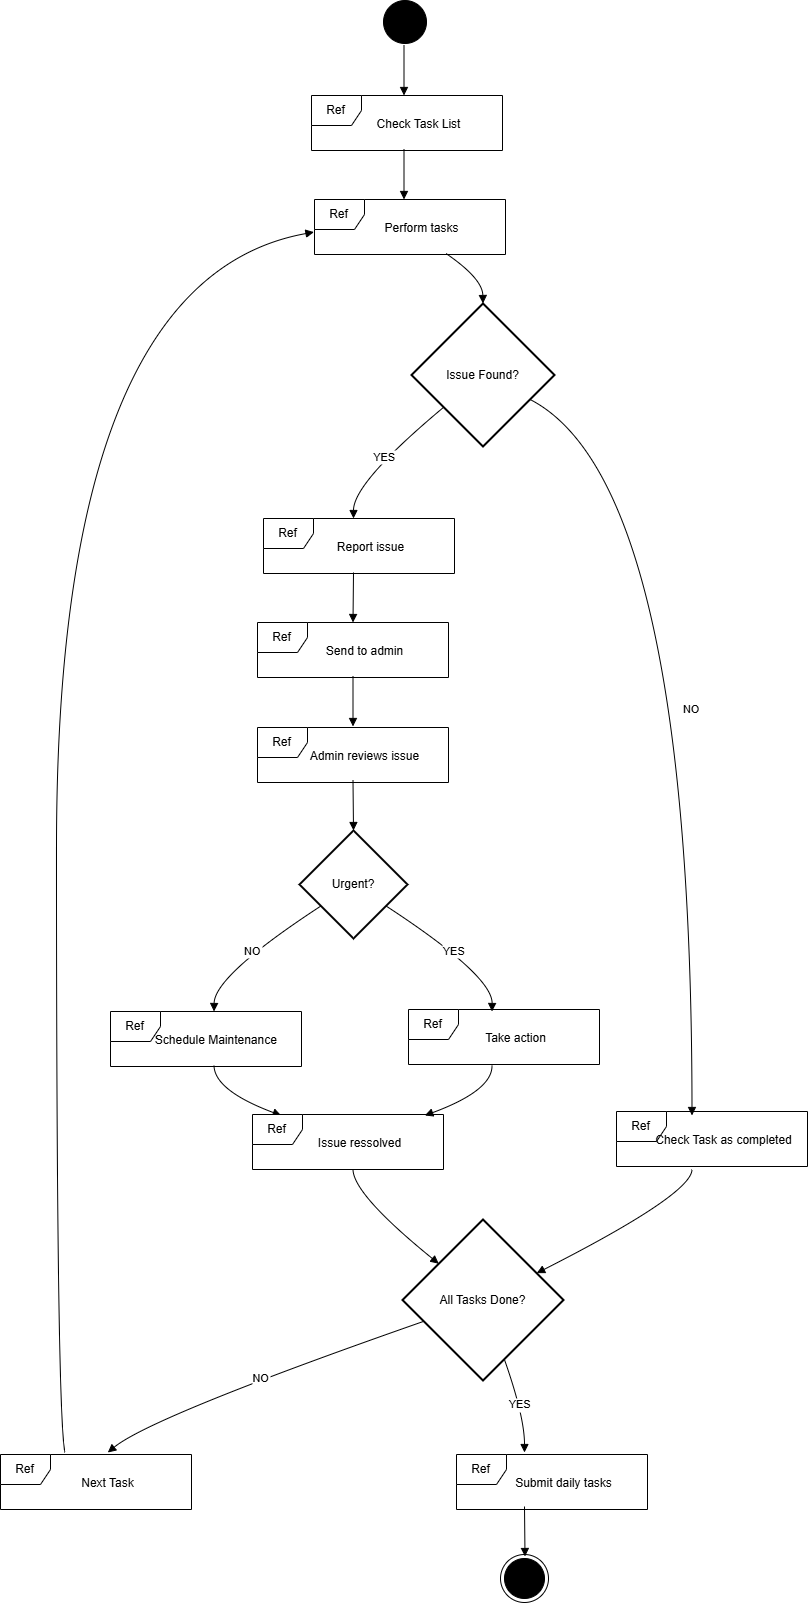 Ref
Check Task List
Ref
Perform tasks
Issue Found?
YES
Ref
Report issue
Ref
Send to admin
NO
Ref
Admin reviews issue
Urgent?
NO
YES
Ref
Schedule Maintenance
Ref
Take action
Ref
Issue ressolved
Ref
Check Task as completed
All Tasks Done?
NO
YES
Ref
Next Task
Ref
Submit daily tasks